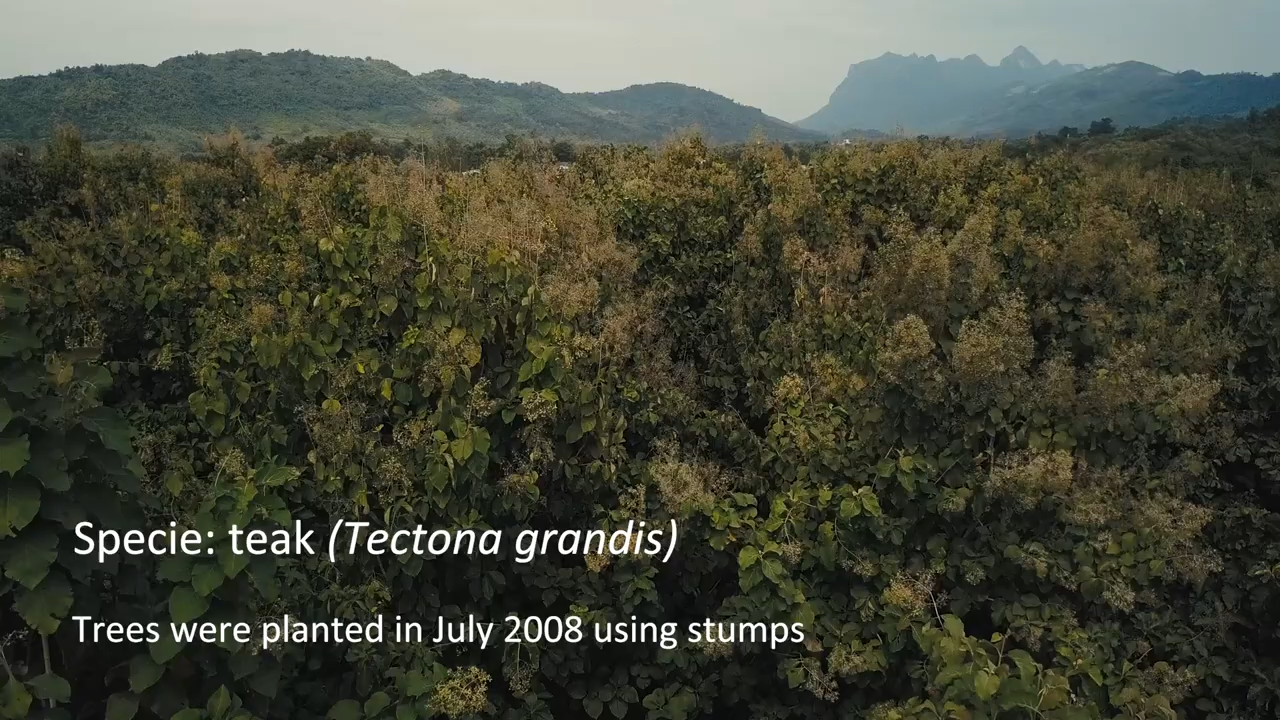 Specie: teak (Tectona grandis)
Trees were planted in July 2008 using stumps